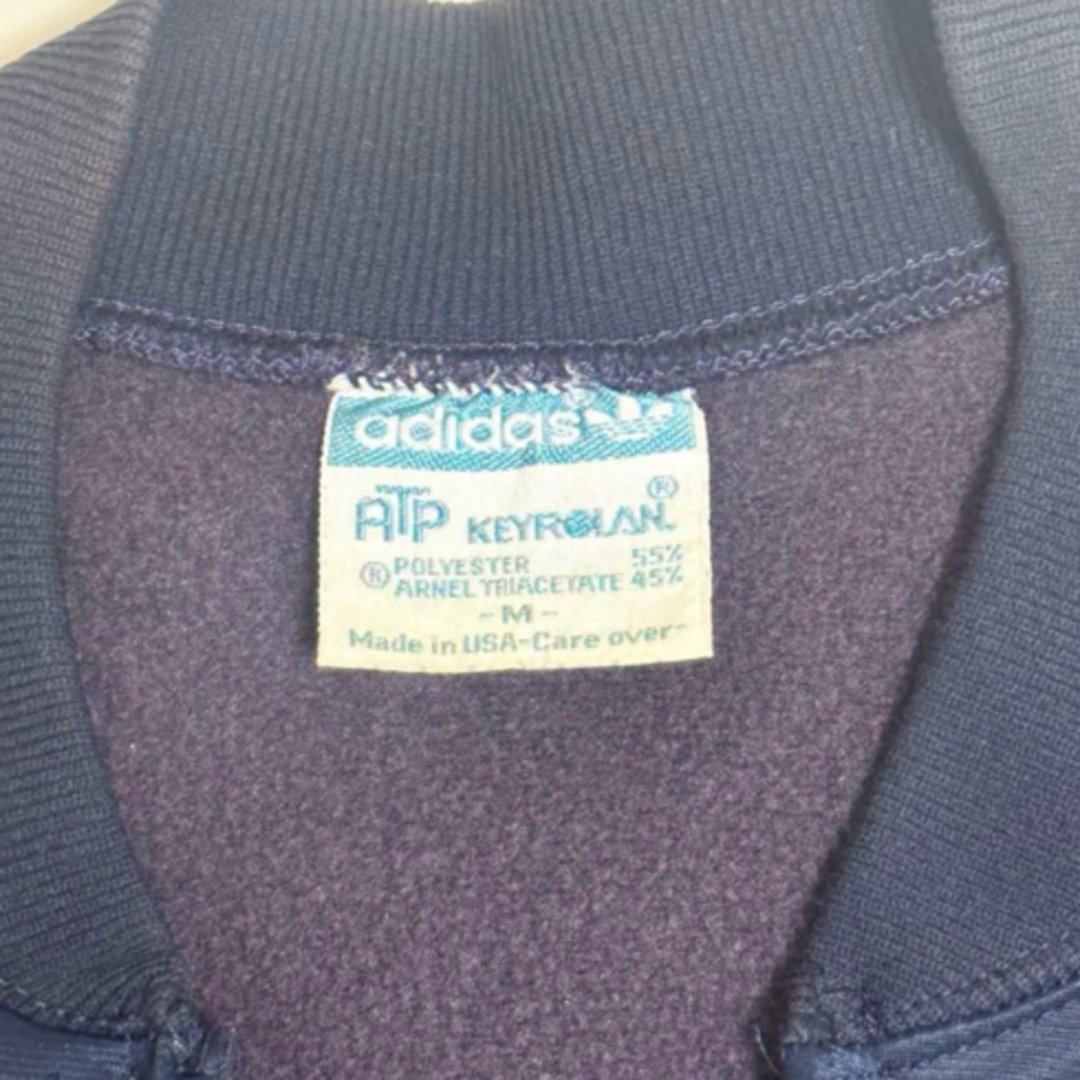 adidas
ATP KEYROLAN ®
® POLYESTER 55%
ARNEL TRIACETATE 45%
- M -
Made in USA-Care over-